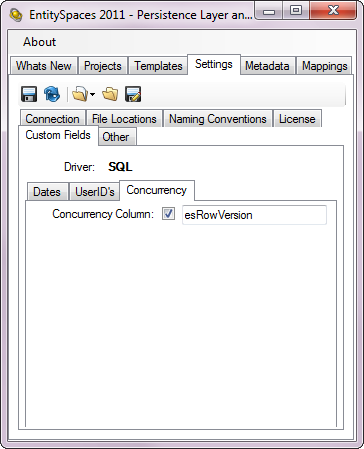 EntitySpaces 2011 - Persistence Layer an...
About
Whats New Projects Templates Settings Metadata Mappings
Connection File Locations Naming Conventions License
Custom Fields Other
Driver: SQL
Dates UserID's Concurrency
Concurrency Column: esRowVersion